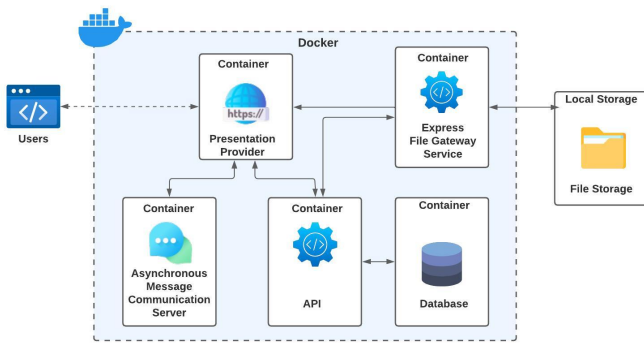 Docker
Container
https://
Presentation
Provider
Container
Express
File Gateway
Service
Users
Local Storage
File Storage
Container
Asynchronous
Message
Communication
Server
Container
API
Container
Database